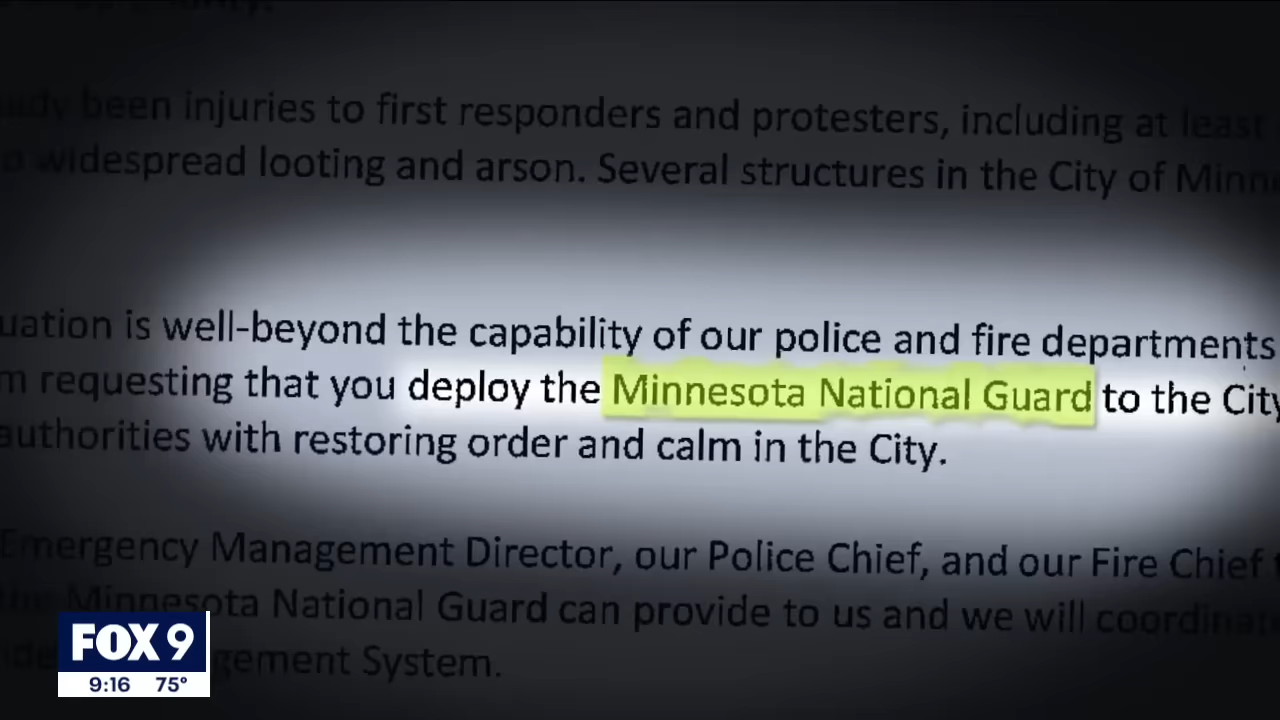 been injuries to first responders and protesters, including at least
widespread looting and arson. Several structures in the City of Minn
uation is well-beyond the capability of our police and fire departments
m requesting that you deploy the Minnesota National Guard to the City
authorities with restoring order and calm in the City.
Emergency Management Director, our Police Chief, and our Fire Chief
the Minnesota National Guard can provide to us and we will coordinate
gement System.
FOX 9
9:16 75°